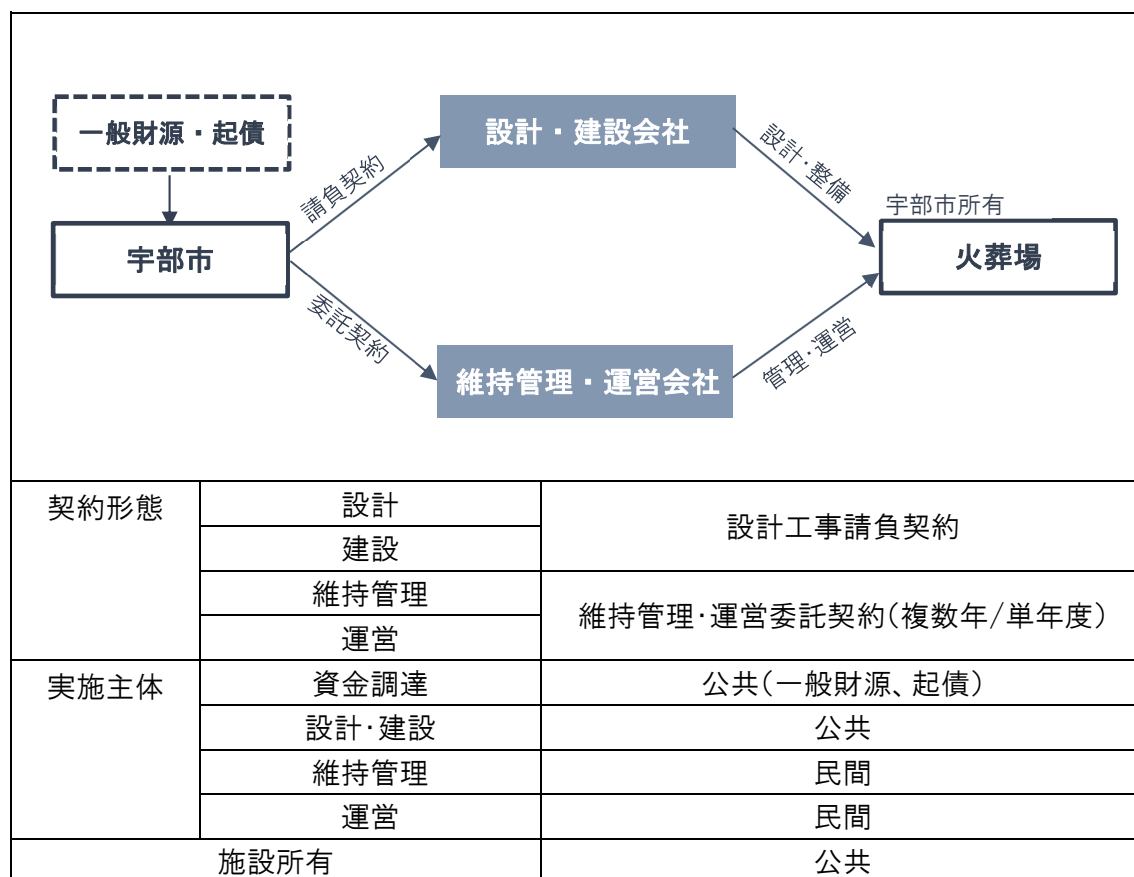 一般財源・起債
宇部市
請負契約
委託契約
設計・建設会社
維持管理・運営会社
設計・整備
管理・運営
宇部市所有
火葬場
契約形態
設計
建設
設計工事請負契約
維持管理
運営
維持管理・運営委託契約(複数年/単年度)
実施主体
資金調達
公共(一般財源、起債)
設計・建設
公共
維持管理
民間
運営
民間
施設所有
公共